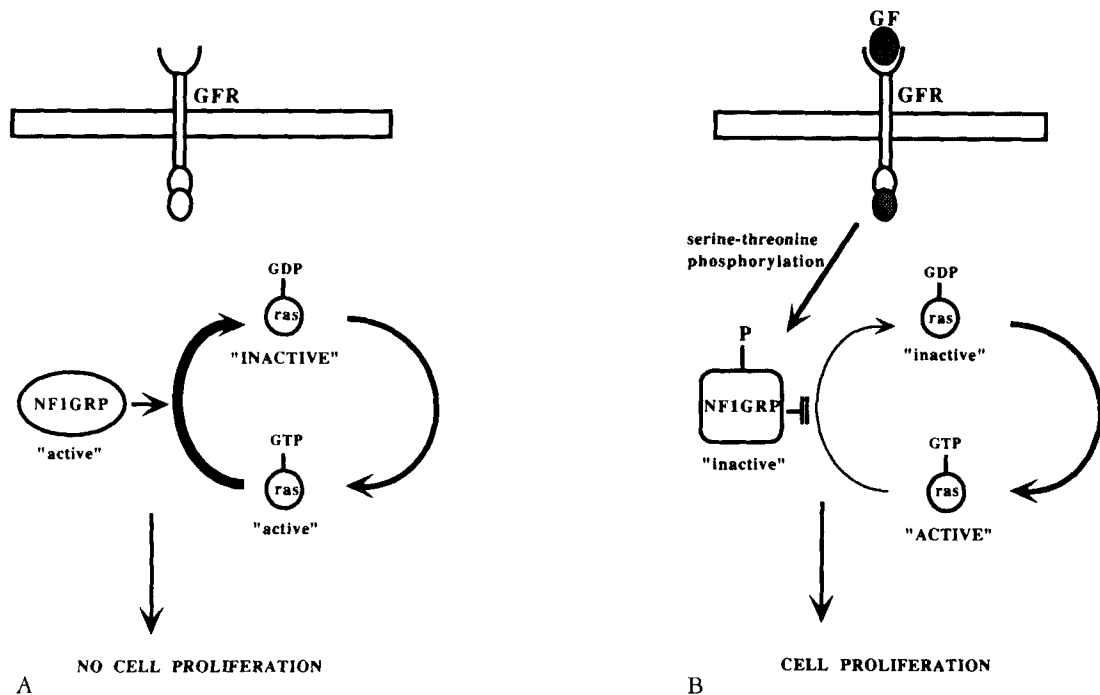 GFR
GDP
ras
"INACTIVE"
NF1GRP
"active"
GTP
ras
"active"
NO CELL PROLIFERATION
A
GF
GFR
serine-threonine
phosphorylation
GDP
ras
"inactive"
P
NF1GRP
"inactive"
GTP
ras
"ACTIVE"
CELL PROLIFERATION
B